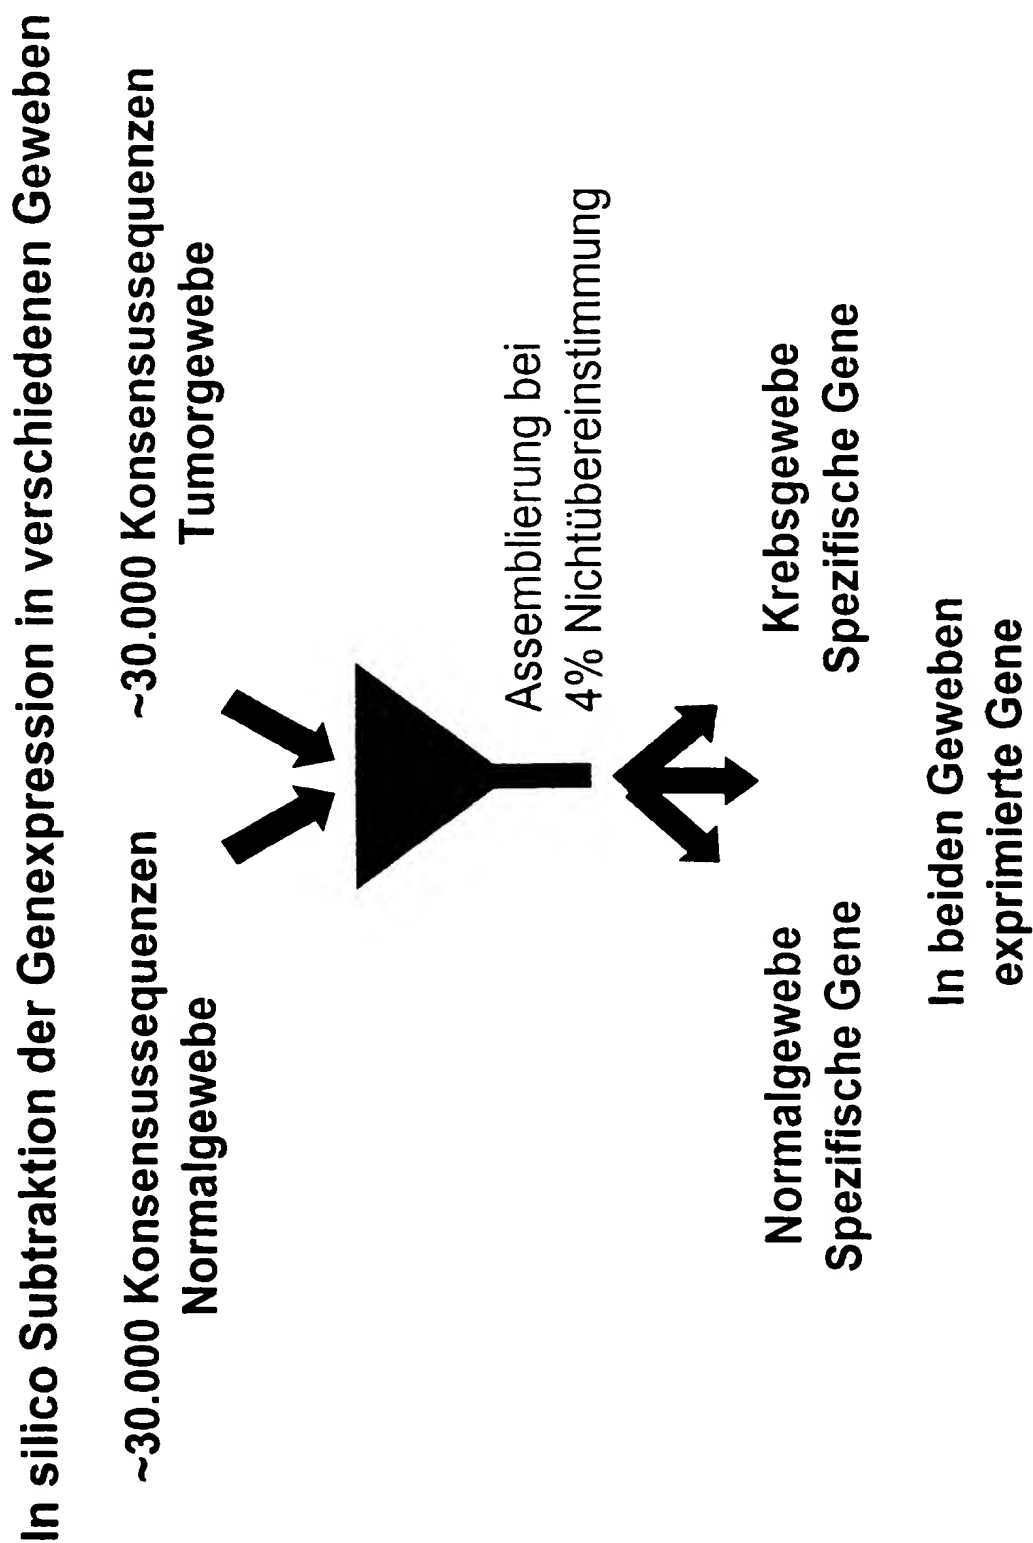 In silico Subtraktion der Genexpression in verschiedenen Geweben
~30.000 Konsensussequenzen
Normalgewebe
~30.000 Konsensussequenzen
Tumorgewebe
Assemblierung bei
4% Nichtübereinstimmung
Normalgewebe
Spezifische Gene
Krebsgewebe
Spezifische Gene
In beiden Geweben
exprimierte Gene